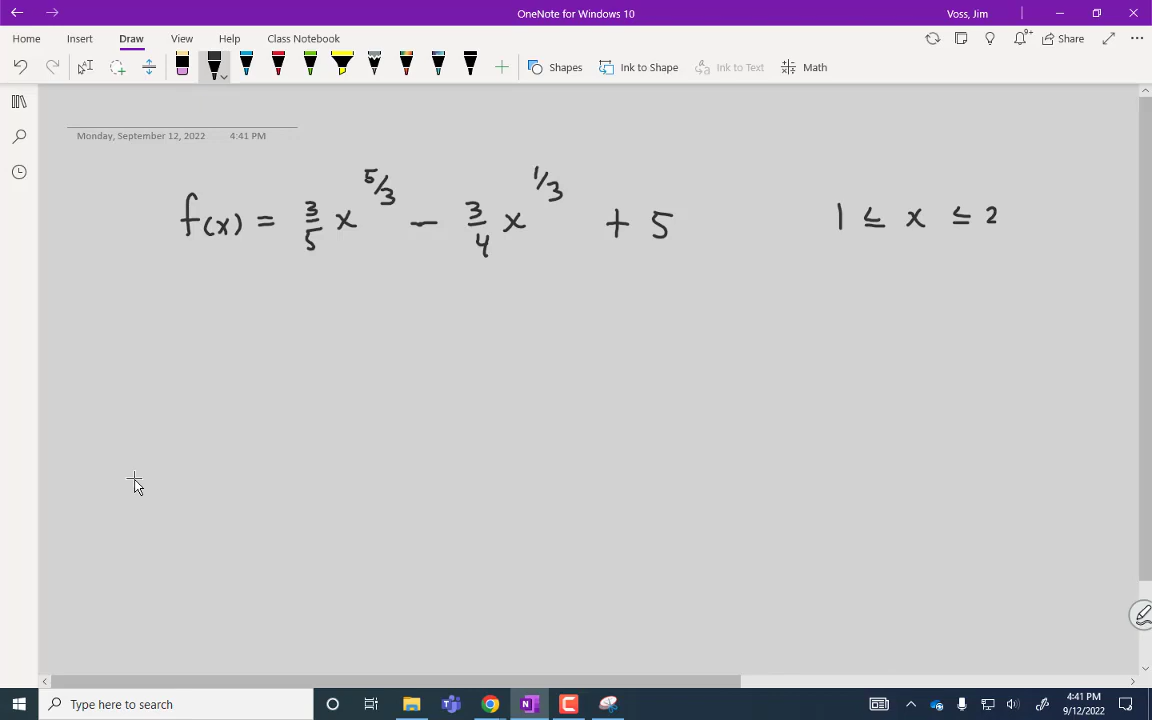 OneNote for Windows 10
Voss, Jim
Home Insert Draw View Help Class Notebook
9+ Share
Shapes Ink to Shape Ink to Text Math
Monday, September 12, 2022 4:41 PM
f(x) = 3/5 x^5/3 - 3/4 x^1/3 + 5 1 ≤ x ≤ 2
Type here to search
4:41 PM
9/12/2022